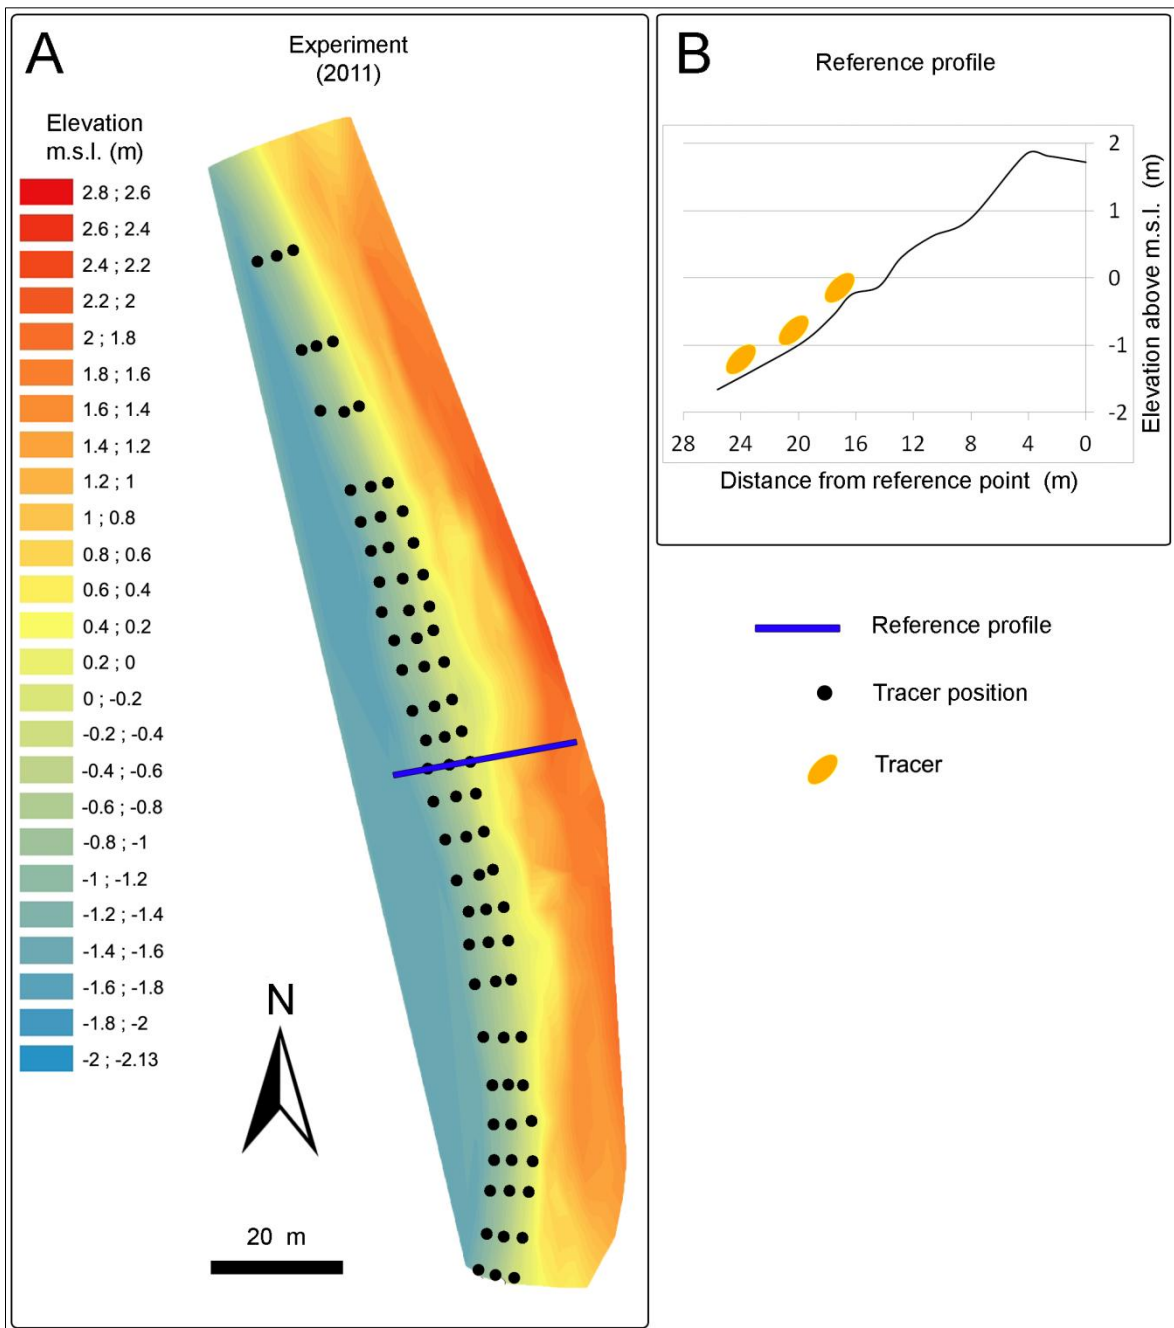 A
Experiment
(2011)
Elevation
m.s.l. (m)
2.8 ; 2.6
2.6 ; 2.4
2.4 ; 2.2
2.2 ; 2
2 ; 1.8
1.8 ; 1.6
1.6 ; 1.4
1.4 ; 1.2
1.2 ; 1
1 ; 0.8
0.8 ; 0.6
0.6 ; 0.4
0.4 ; 0.2
0.2 ; 0
0 ; -0.2
-0.2 ; -0.4
-0.4 ; -0.6
-0.6 ; -0.8
-0.8 ; -1
-1 ; -1.2
-1.2 ; -1.4
-1.4 ; -1.6
-1.6 ; -1.8
-1.8 ; -2
-2 ; -2.13
N
20 m
B
Reference profile
2
1
0
-1
-2
Elevation above m.s.l. (m)
28 24 20 16 12 8 4 0
Distance from reference point (m)
Reference profile
Tracer position
Tracer